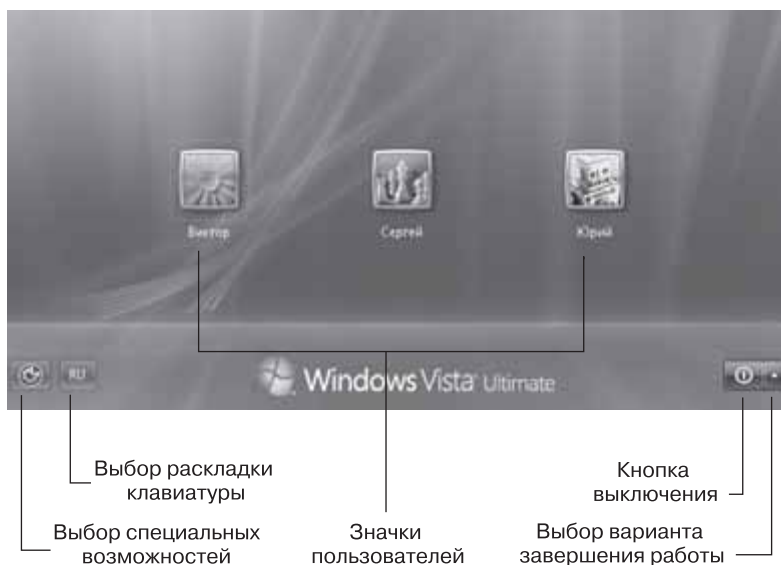 Виктор
Сергей
Юрий
RU
Windows Vista Ultimate
Выбор раскладки
клавиатуры
Кнопка
выключения
Выбор специальных
возможностей
Значки
пользователей
Выбор варианта
завершения работы